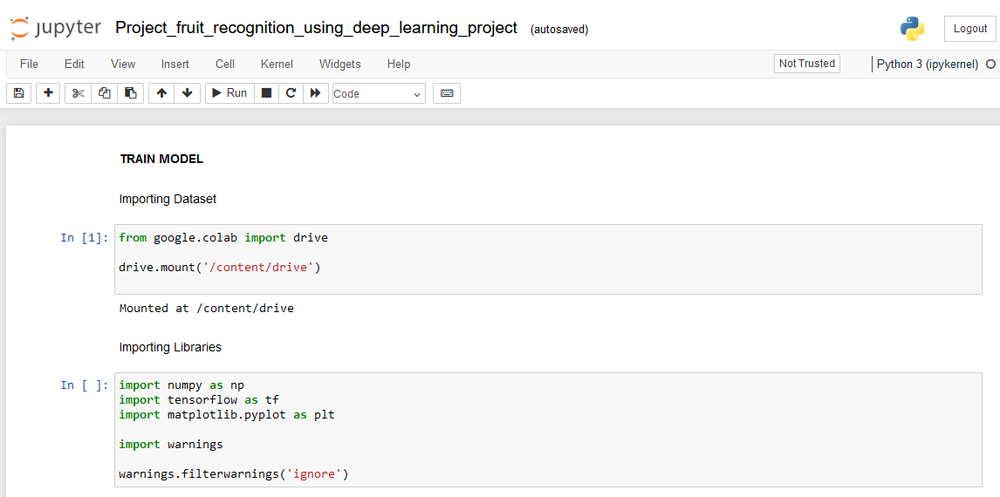 jupyter Project_fruit_recognition_using_deep_learning_project (autosaved) Logout
File Edit View Insert Cell Kernel Widgets Help Not Trusted Python 3 (ipykernel)
Run Code
TRAIN MODEL
Importing Dataset
In [1]: from google.colab import drive
drive.mount('/content/drive')
Mounted at /content/drive
Importing Libraries
In [ ]: import numpy as np
import tensorflow as tf
import matplotlib.pyplot as plt
import warnings
warnings.filterwarnings('ignore')